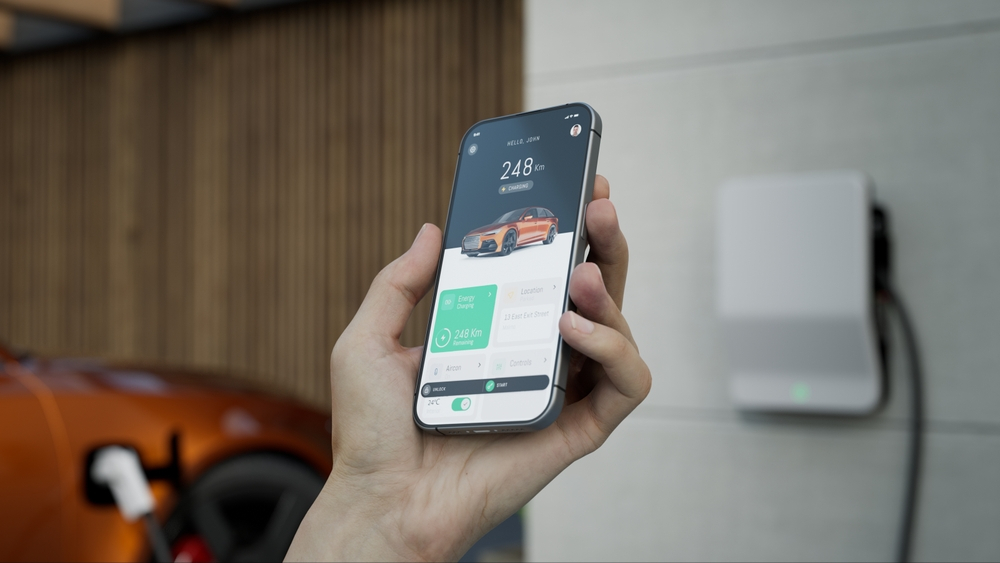 HELLO, JOHN
248 Km
CHARGING
Energy
Charging
248 Km
Remaining
Location
13 East Exit Street
Aircon
Controls
UNLOCK
START
24°C